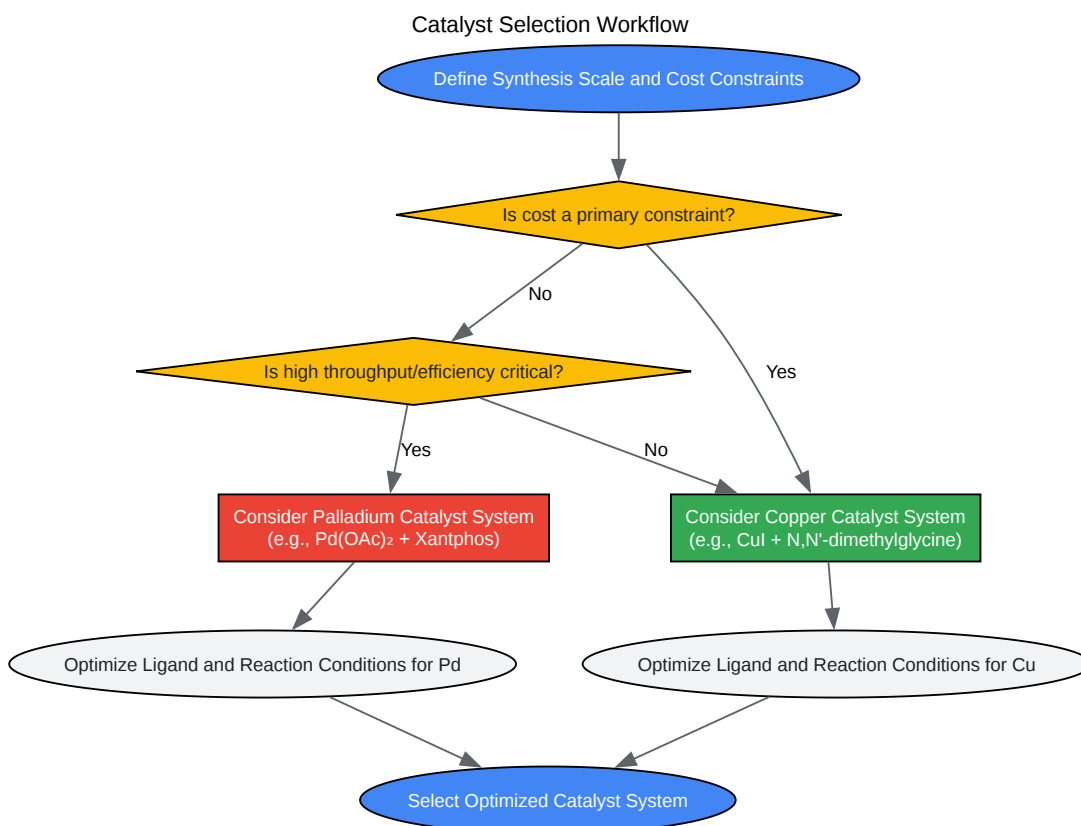 Catalyst Selection Workflow
Define Synthesis Scale and Cost Constraints
Is cost a primary constraint?
No
Is high throughput/efficiency critical?
Yes
Yes
No
Consider Palladium Catalyst System
(e.g., Pd(OAc)₂ + Xantphos)
Consider Copper Catalyst System
(e.g., CuI + N,N'-dimethylglycine)
Optimize Ligand and Reaction Conditions for Pd
Optimize Ligand and Reaction Conditions for Cu
Select Optimized Catalyst System